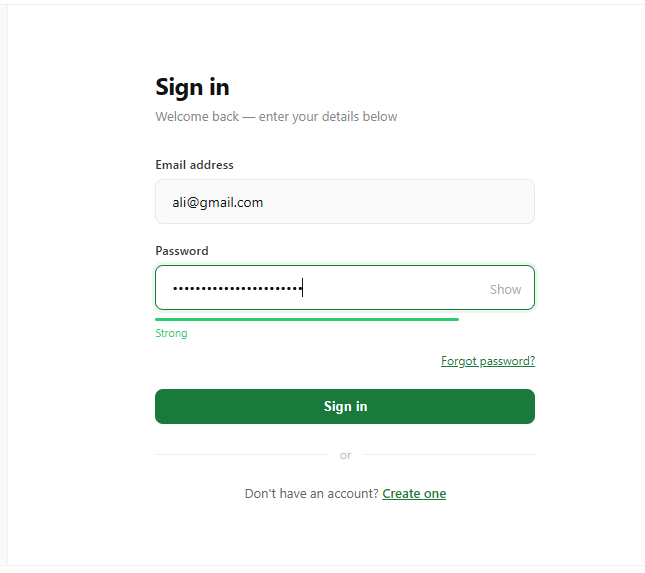 Sign in
Welcome back — enter your details below
Email address
ali@gmail.com
Password
••••••••••••••••••••••• Show
Strong
Forgot password?
Sign in
or
Don't have an account? Create one